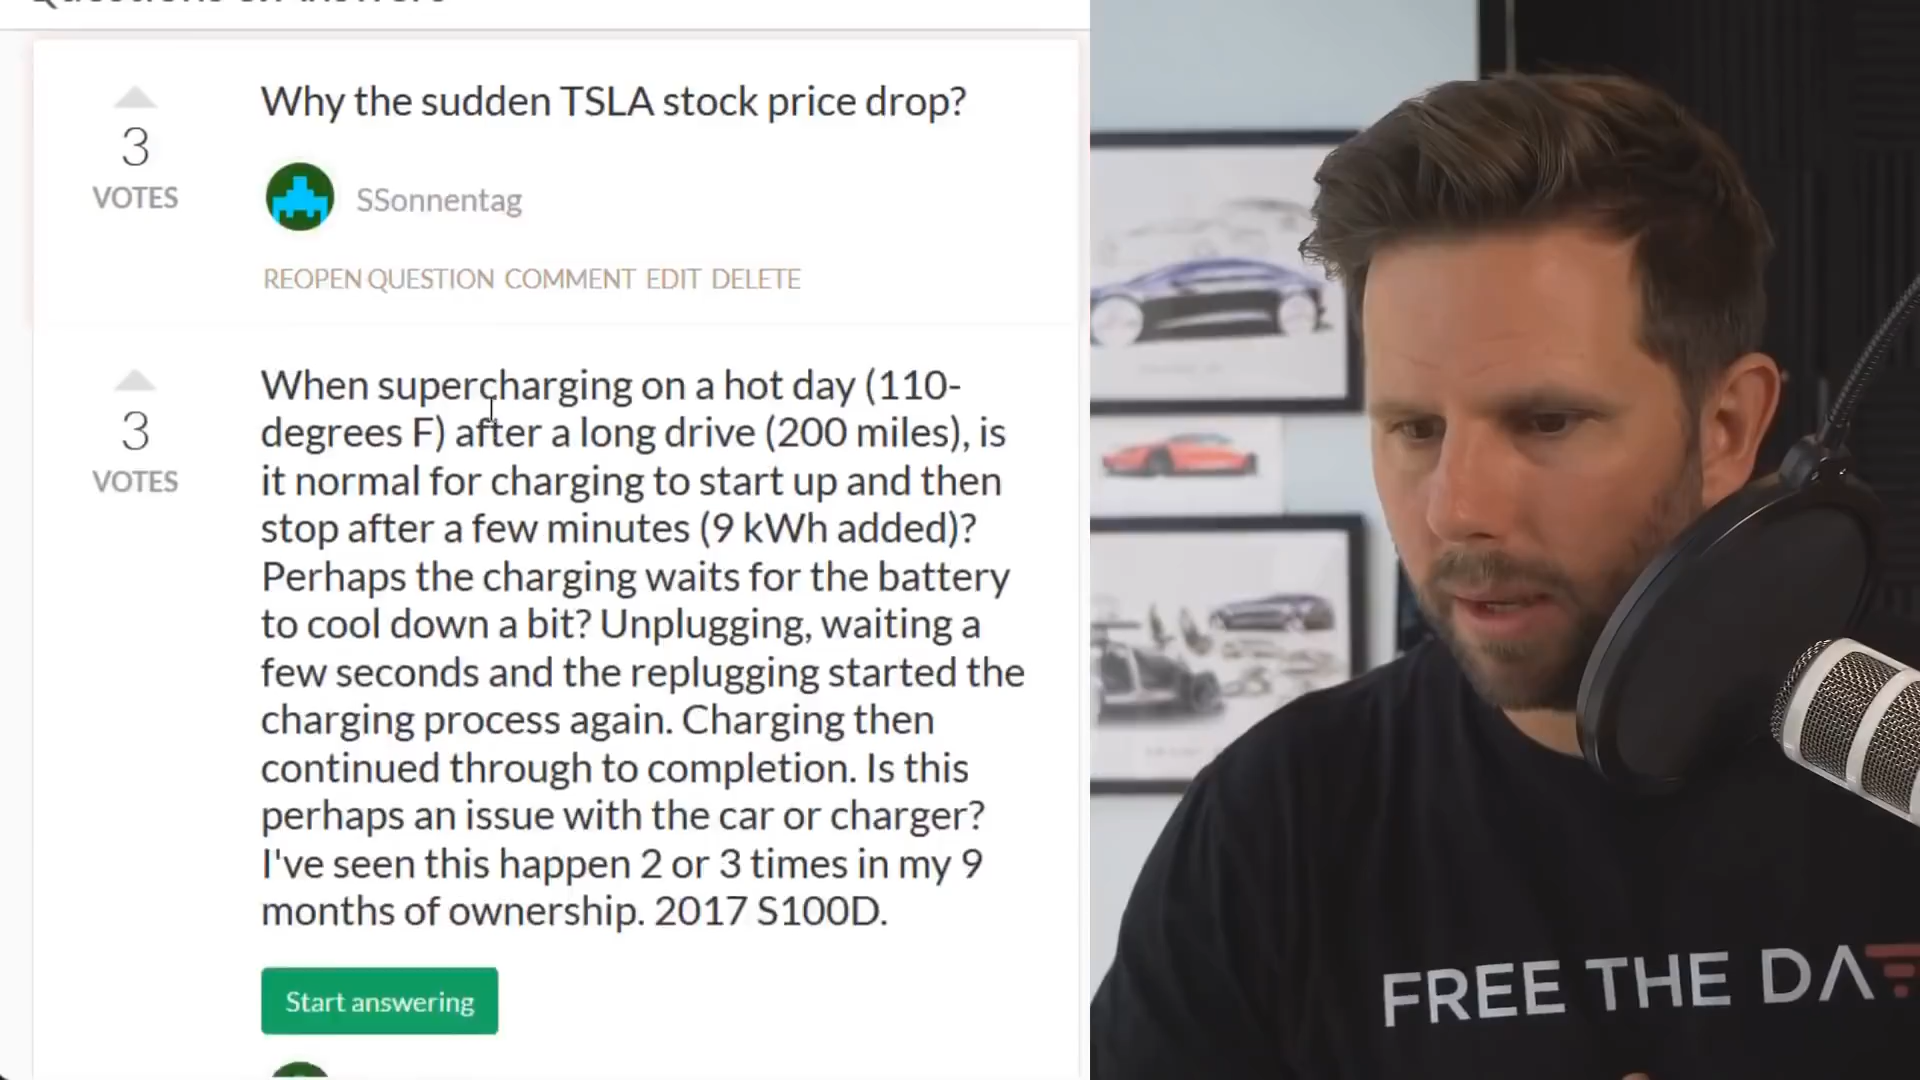 Questions on Answers
Why the sudden TSLA stock price drop?
3
VOTES
SSonnentag
REOPEN QUESTION COMMENT EDIT DELETE
When supercharging on a hot day (110-
degrees F) after a long drive (200 miles), is
it normal for charging to start up and then
stop after a few minutes (9 kWh added)?
Perhaps the charging waits for the battery
to cool down a bit? Unplugging, waiting a
few seconds and the replugging started the
charging process again. Charging then
continued through to completion. Is this
perhaps an issue with the car or charger?
I've seen this happen 2 or 3 times in my 9
months of ownership. 2017 S100D.
3
VOTES
Start answering
FREE THE DA